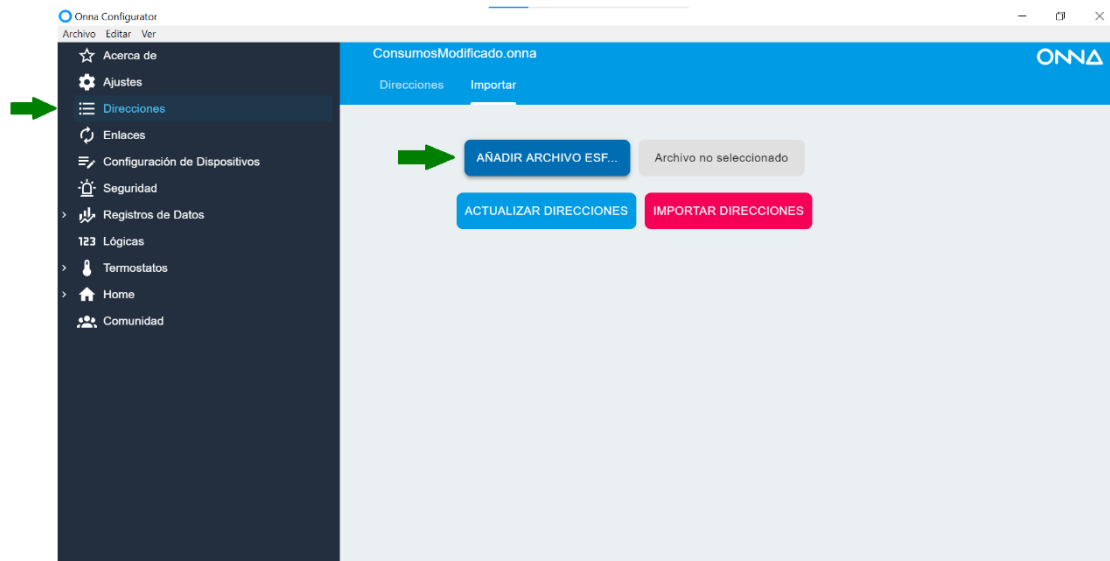 Onna Configurator
Archivo Editar Ver
Acerca de
Ajustes
Direcciones
Enlaces
Configuración de Dispositivos
Seguridad
Registros de Datos
123 Lógicas
Termostatos
Home
Comunidad
ConsumosModificado.onna
ONNA
Direcciones Importar
AÑADIR ARCHIVO ESF... Archivo no seleccionado
ACTUALIZAR DIRECCIONES IMPORTAR DIRECCIONES